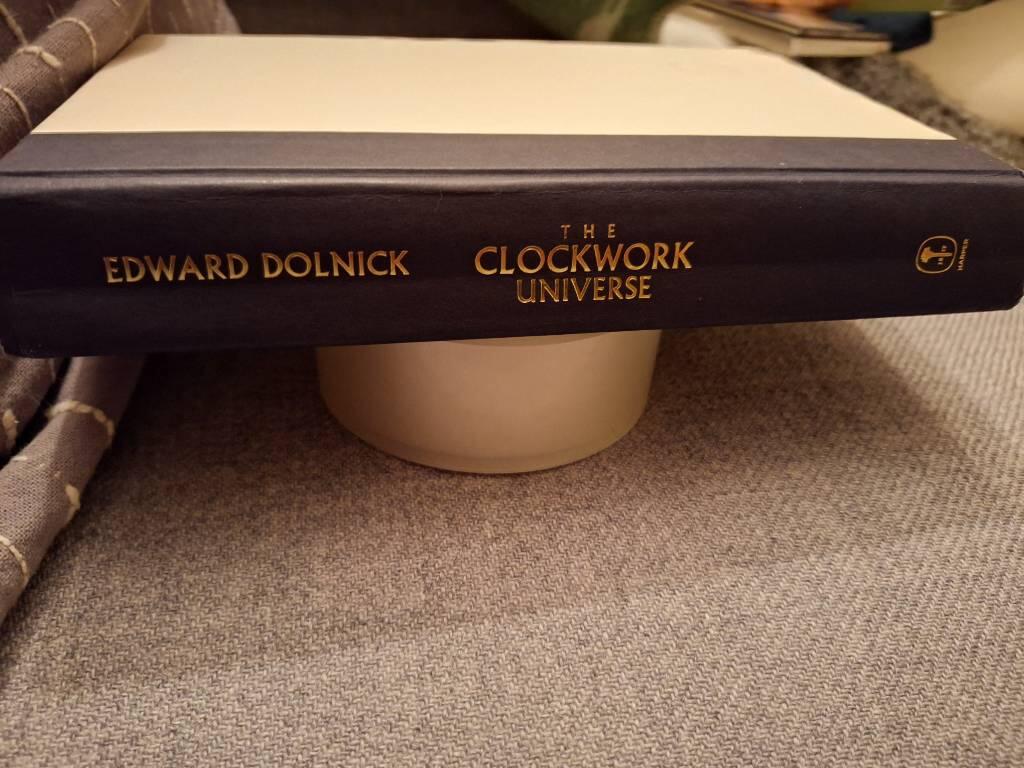 EDWARD DOLNICK
THE
CLOCKWORK
UNIVERSE
HARPER